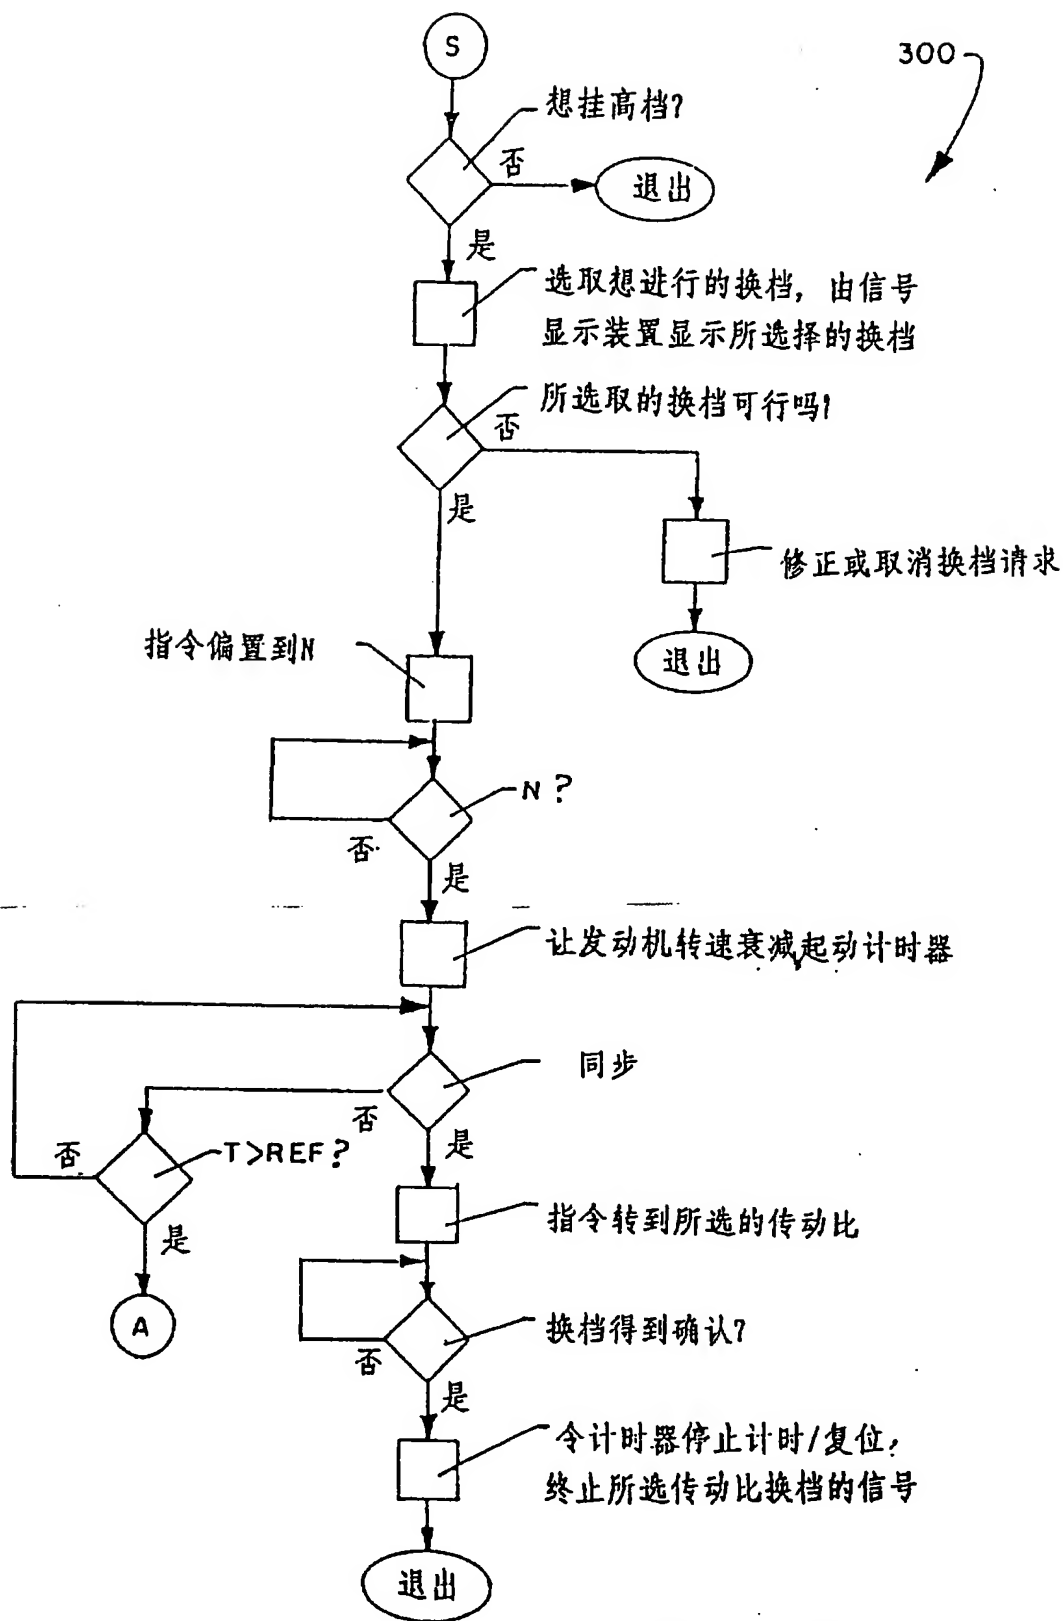 S
300
想挂高档?
否
退出
是
选取想进行的换档, 由信号
显示装置显示所选择的换档
所选取的换档可行吗?
否
是
修正或取消换档请求
退出
指令偏置到N
N?
否
是
让发动机转速衰减,起动计时器
同步
否
是
否
T>REF?
是
A
指令转到所选的传动比
换档得到确认?
否
是
令计时器停止计时/复位;
终止所选传动比换档的信号
退出